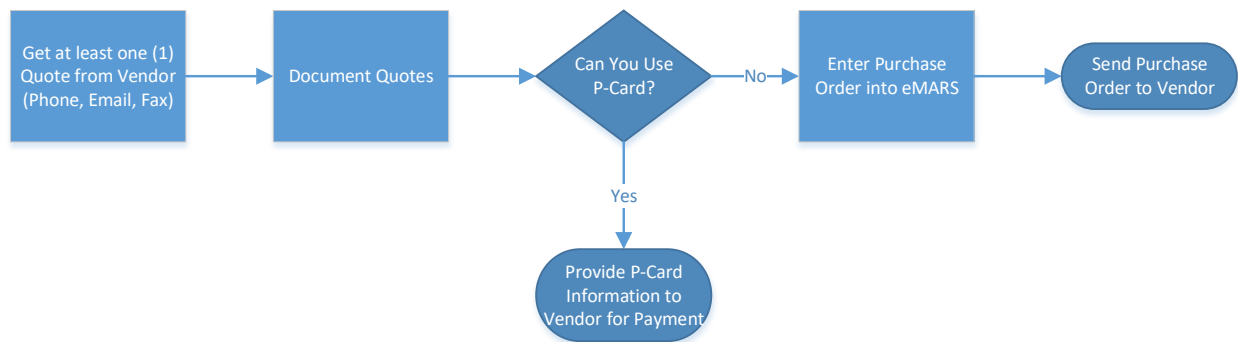 Get at least one (1)
Quote from Vendor
(Phone, Email, Fax)
Document Quotes
Can You Use
P-Card?
No
Enter Purchase
Order into eMARS
Send Purchase
Order to Vendor
Yes
Provide P-Card
Information to
Vendor for Payment